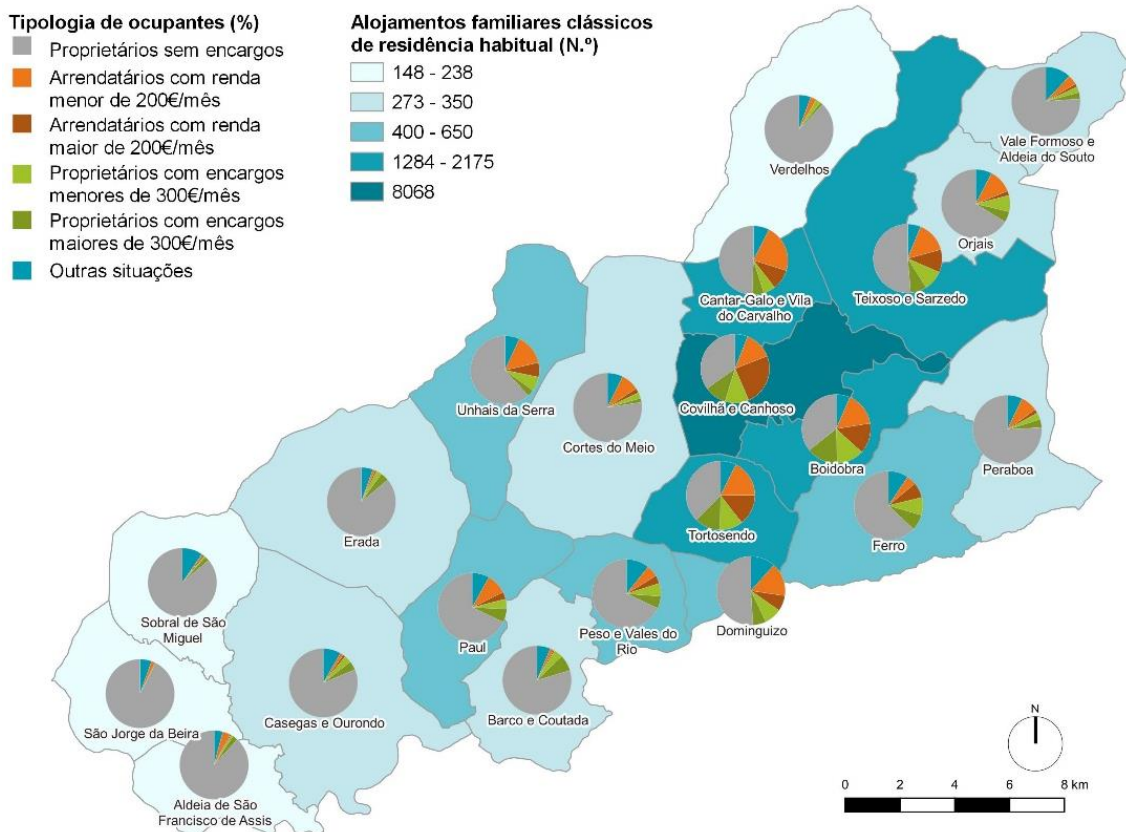 Tipologia de ocupantes (%)
Proprietários sem encargos
Arrendatários com renda
menor de 200€/mês
Arrendatários com renda
maior de 200€/mês
Proprietários com encargos
menores de 300€/mês
Proprietários com encargos
maiores de 300€/mês
Outras situações
Alojamentos familiares clássicos
de residência habitual (N.º)
148 - 238
273 - 350
400 - 650
1284 - 2175
8068
Verdelhos
Vale Formoso e
Aldeia do Souto
Orjais
Cantar-Galo e Vila
do Carvalho
Teixoso e Sarzedo
Unhais da Serra
Cortes do Meio
Covilhã e Canhoso
Boidobra
Peraboa
Erada
Tortosendo
Ferro
Sobral de São
Miguel
Paul
Peso e Vales do
Rio
Dominguizo
São Jorge da Beira
Casegas e Ourondo
Barco e Coutada
Aldeia de São
Francisco de Assis
N
0 2 4 6 8 km